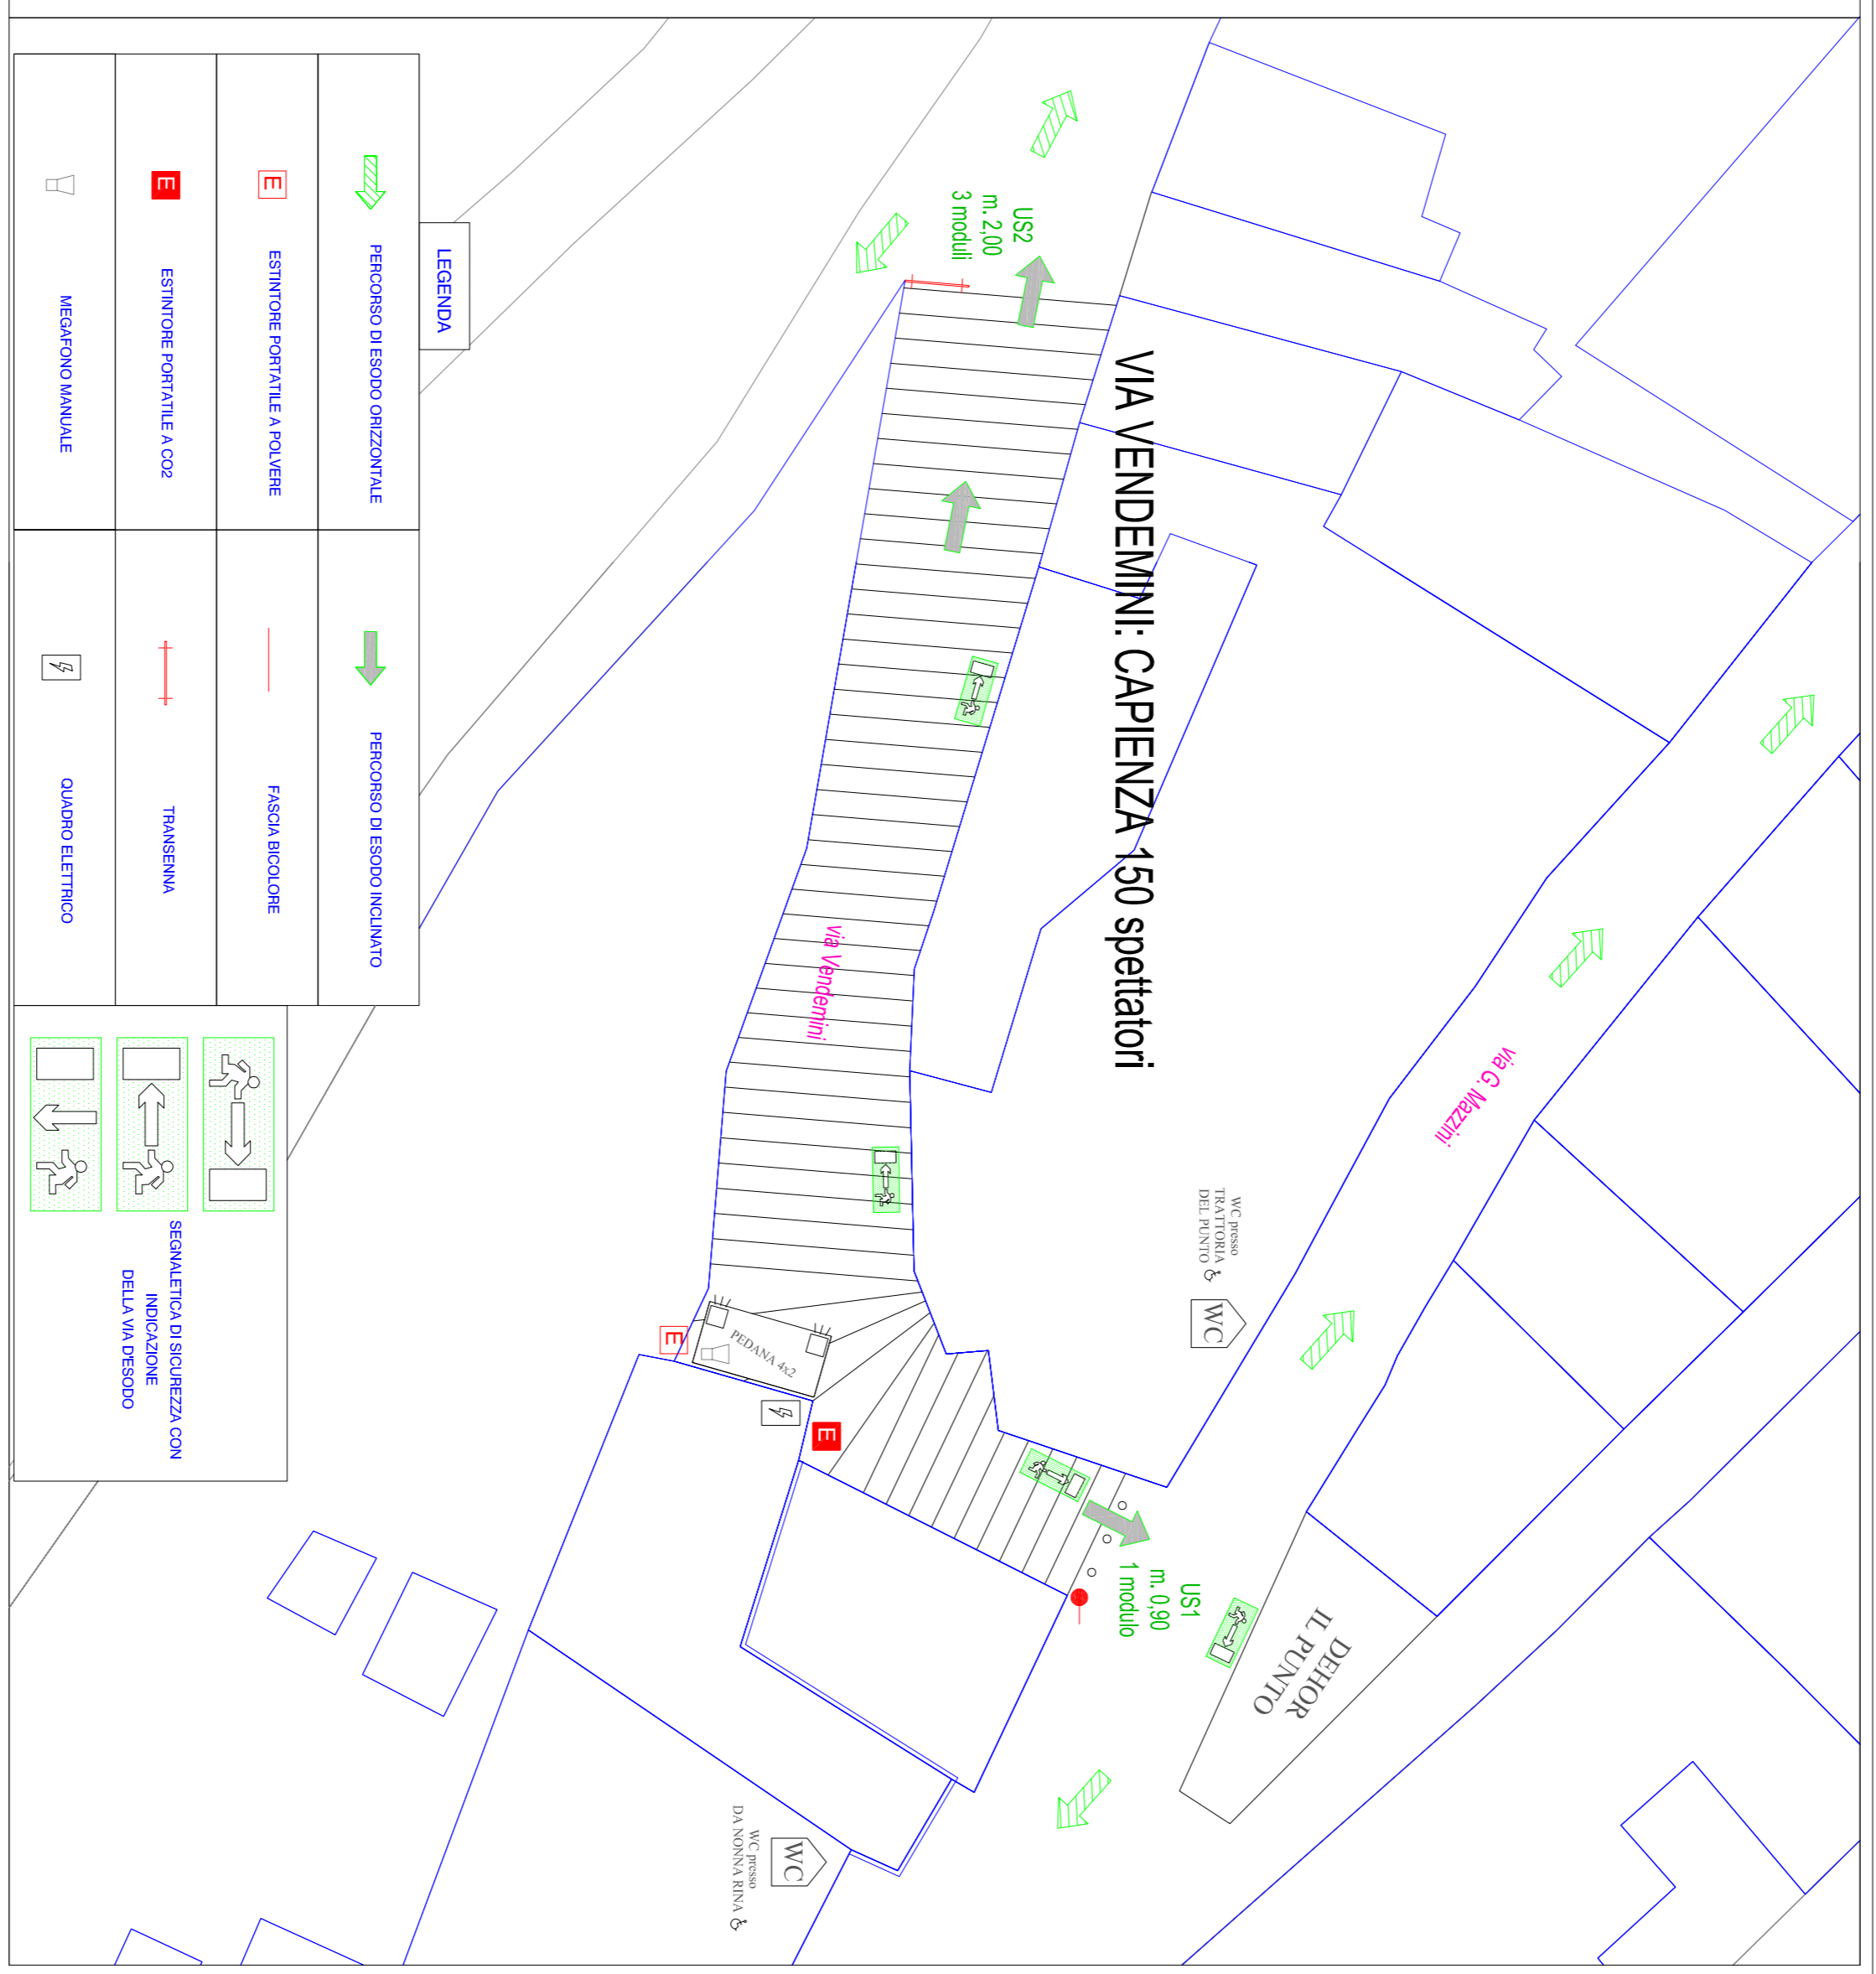 VIA VENDEMINI: CAPIENZA 150 spettatori
US2
m. 2,00
3 moduli
via Vendemini
via G. Mazzini
WC presso
TRATTORIA
DEL PUNTO
WC
PEDANA 4x2
E
E
US1
m. 0,90
1 modulo
DEHOR
IL PUNTO
WC
WC presso
DA NONNA RINA
LEGENDA
PERCORSO DI ESODO ORIZZONTALE
PERCORSO DI ESODO INCLINATO
E
ESTINTORE PORTATILE A POLVERE
FASCIA BICOLORE
E
ESTINTORE PORTATILE A CO2
TRANSENNA
MEGAFONO MANUALE
QUADRO ELETTRICO
SEGNALETICA DI SICUREZZA CON
INDICAZIONE
DELLA VIA D'ESODO